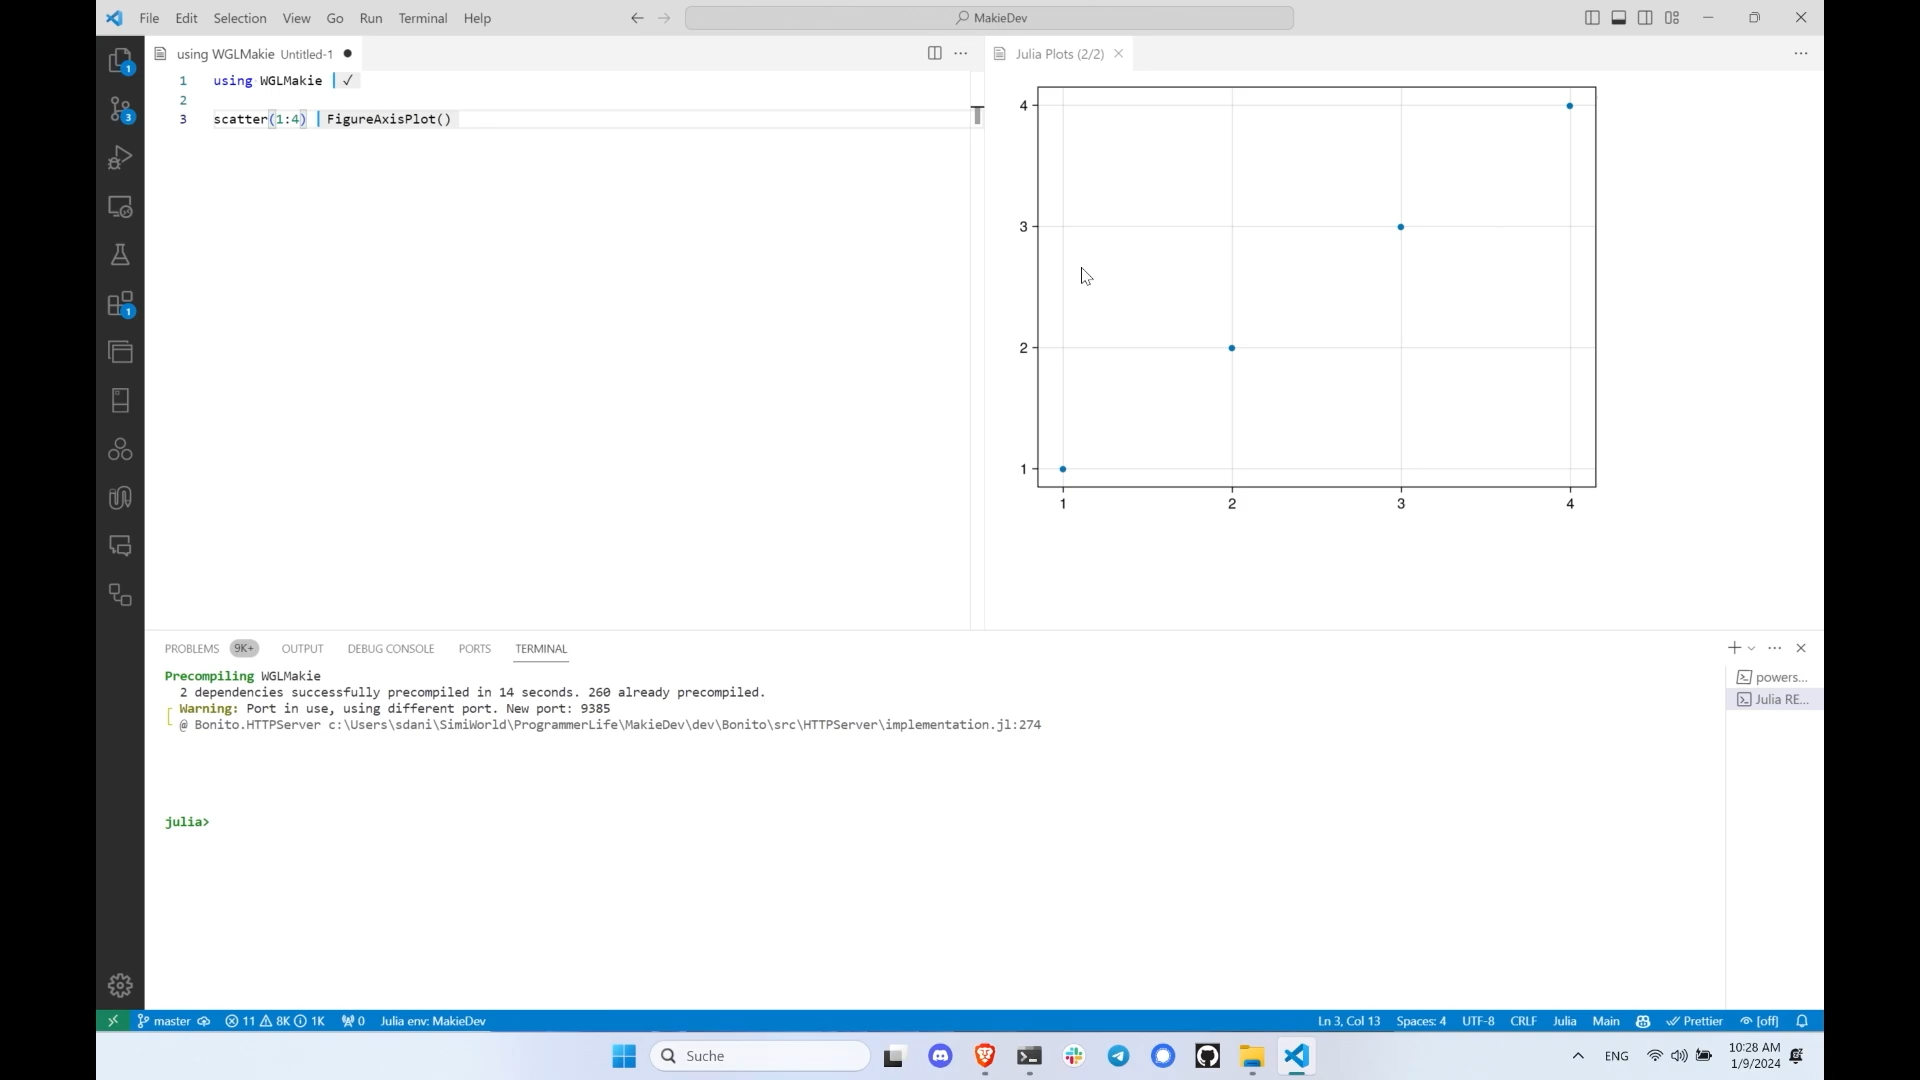 File Edit Selection View Go Run Terminal Help
MakieDev
using WGLMakie Untitled-1
Julia Plots (2/2)
1 using WGLMakie ✓
2
3 scatter(1:4) FigureAxisPlot()
4
3
2
1
1 2 3 4
1
3
1
PROBLEMS 9K+ OUTPUT DEBUG CONSOLE PORTS TERMINAL
Precompiling WGLMakie
2 dependencies successfully precompiled in 14 seconds. 260 already precompiled.
Warning: Port in use, using different port. New port: 9385
@ Bonito.HTTPServer c:\Users\sdani\SimiWorld\ProgrammerLife\MakieDev\dev\Bonito\src\HTTPServer\implementation.jl:274
julia>
powers...
Julia RE...
master 11 8K 1K 0 Julia env: MakieDev
Ln 3, Col 13 Spaces: 4 UTF-8 CRLF Julia Main Prettier [off]
Suche
ENG
10:28 AM
1/9/2024